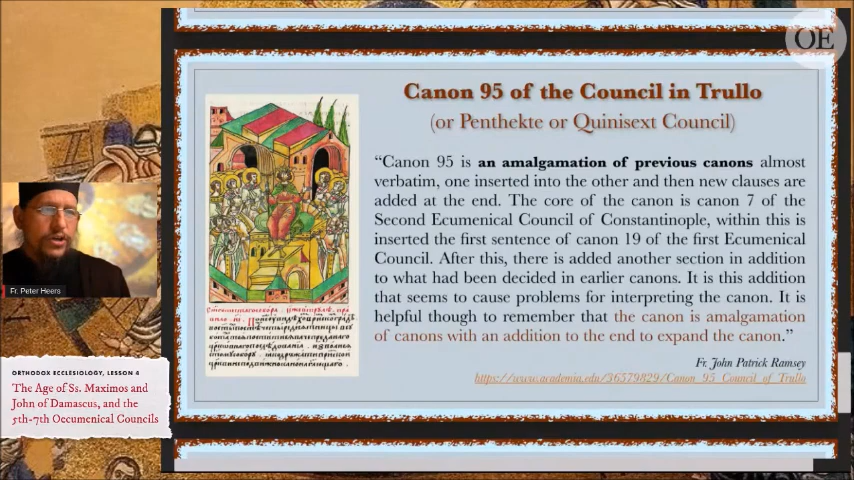 OE
Canon 95 of the Council in Trullo
(or Penthekte or Quinisext Council)
“Canon 95 is an amalgamation of previous canons almost
verbatim, one inserted into the other and then new clauses are
added at the end. The core of the canon is canon 7 of the
Second Ecumenical Council of Constantinople, within this is
inserted the first sentence of canon 19 of the first Ecumenical
Council. After this, there is added another section in addition
to what had been decided in earlier canons. It is this addition
that seems to cause problems for interpreting the canon. It is
helpful though to remember that the canon is amalgamation
of canons with an addition to the end to expand the canon.”
Fr. John Patrick Ramsey
https://www.academia.edu/36579829/Canon_95_Council_of_Trullo
Fr. Peter Heers
ORTHODOX ECCLESIOLOGY, LESSON 4
The Age of Ss. Maximos and
John of Damascus, and the
5th-7th Oecumenical Councils